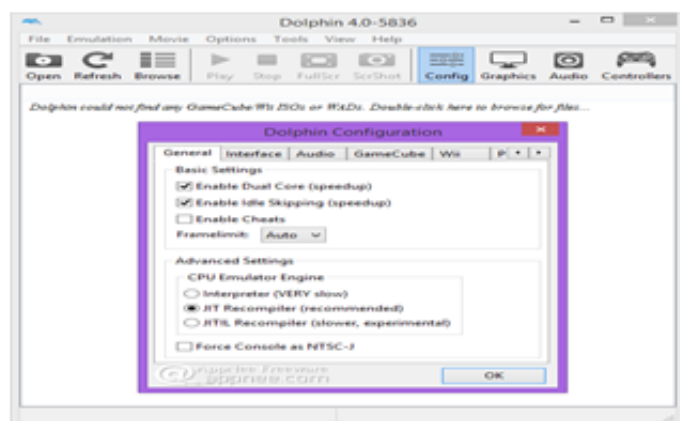 Dolphin 4.0-5836
File Emulation Movie Options Tools View Help
Open Refresh Browse Play Stop FullScr ScrShot Config Graphics Audio Controllers
Dolphin could not find any GameCube/Wii ISOs or WADs. Double-click here to browse for files...
Dolphin Configuration
General Interface Audio GameCube Wii P
Basic Settings
Enable Dual Core (speedup)
Enable Idle Skipping (speedup)
Enable Cheats
Framelimit: Auto
Advanced Settings
CPU Emulator Engine
Interpreter (VERY slow)
JIT Recompiler (recommended)
JITIL Recompiler (slower, experimental)
Force Console as NTSC-J
Appnee Freeware
appnee.com
OK